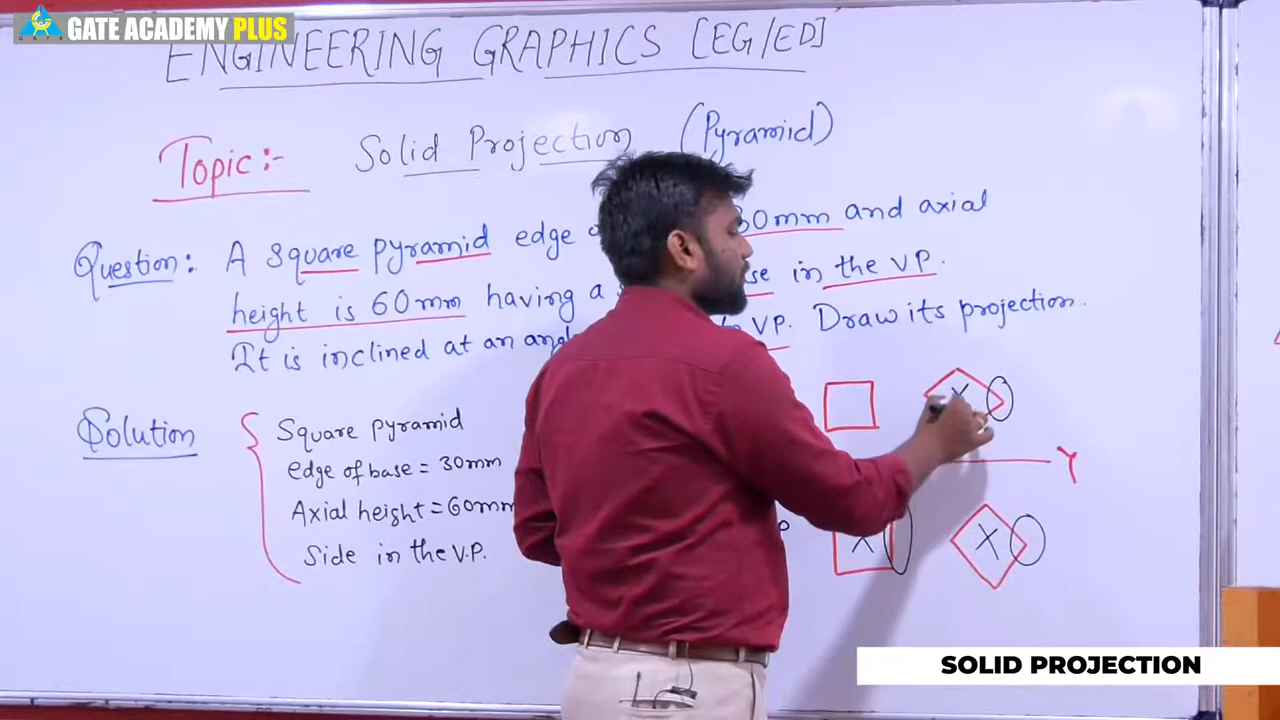 GATE ACADEMY PLUS
ENGINEERING GRAPHICS [EG/ED]
Topic:- Solid Projection (Pyramid)
Question: A square pyramid edge 30mm and axial
height is 60mm having a in the VP.
It is inclined at an VP. Draw its projection.
Solution
Square pyramid
edge of base = 30mm
Axial height = 60mm
Side in the V.P.
X
Y
X
X
SOLID PROJECTION